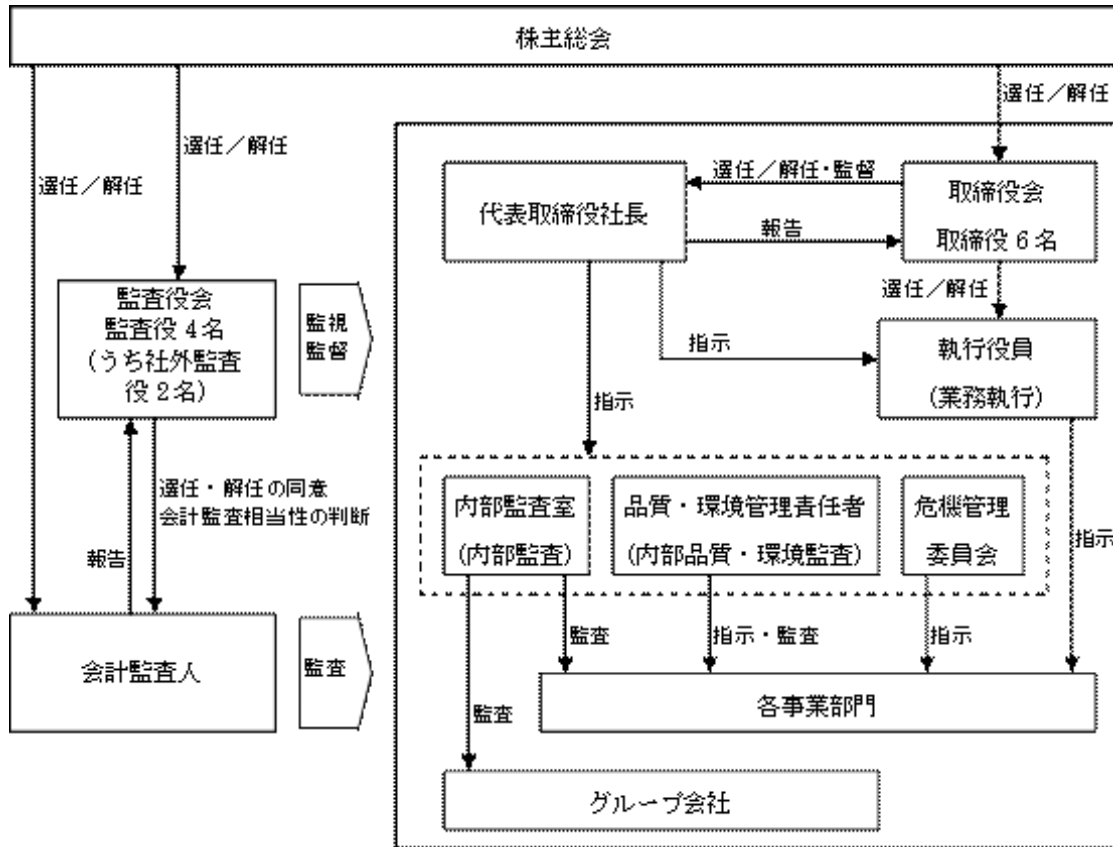 株主総会
選任／解任
選任／解任
選任／解任
代表取締役社長
選任／解任・監督
報告
取締役会
取締役6名
選任／解任
監査役会
監査役4名
(うち社外監査
役2名)
監視
監督
指示
執行役員
(業務執行)
指示
選任・解任の同意
会計監査相当性の判断
報告
内部監査室
(内部監査)
品質・環境管理責任者
(内部品質・環境監査)
危機管理
委員会
指示
監査
指示・監査
指示
会計監査人
監査
各事業部門
監査
グループ会社